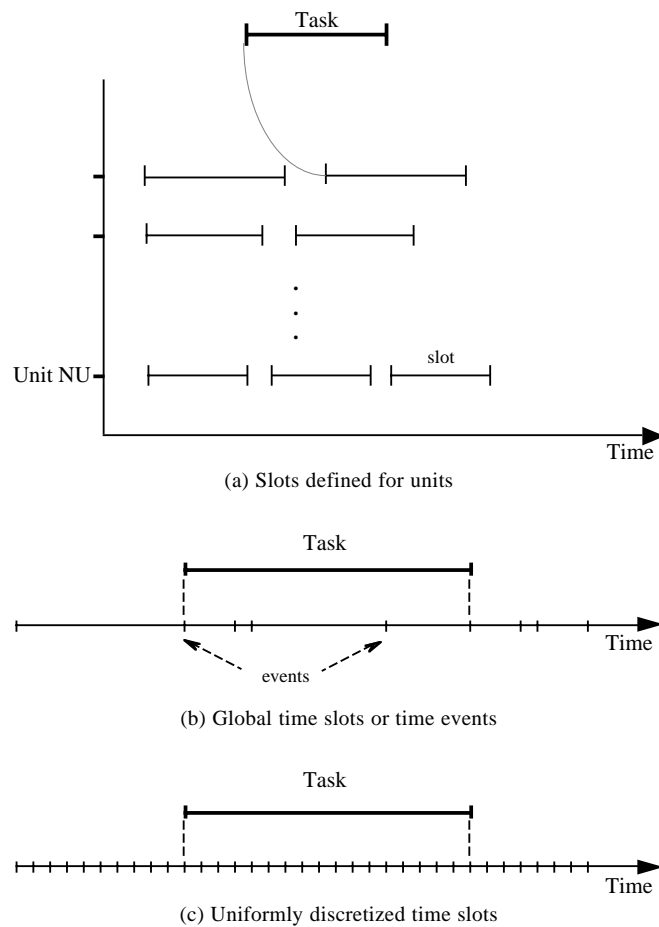 Task
slot
Unit NU
Time
(a) Slots defined for units
Task
Time
events
(b) Global time slots or time events
Task
Time
(c) Uniformly discretized time slots